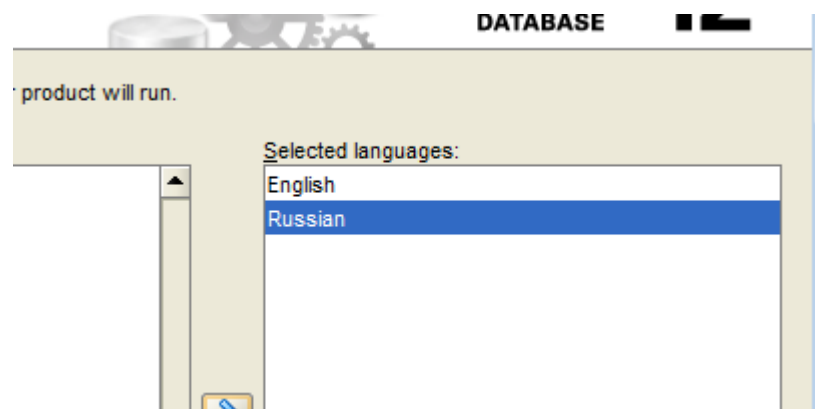 DATABASE
product will run.
Selected languages:
English
Russian